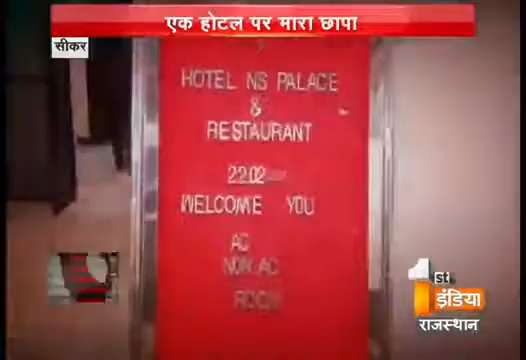 एक होटल पर मारा छापा
सीकर
HOTEL NS PALACE
&
RESTAURANT
WELCOME YOU
AC
NON AC
ROOM
1st
इंडिया
राजस्थान